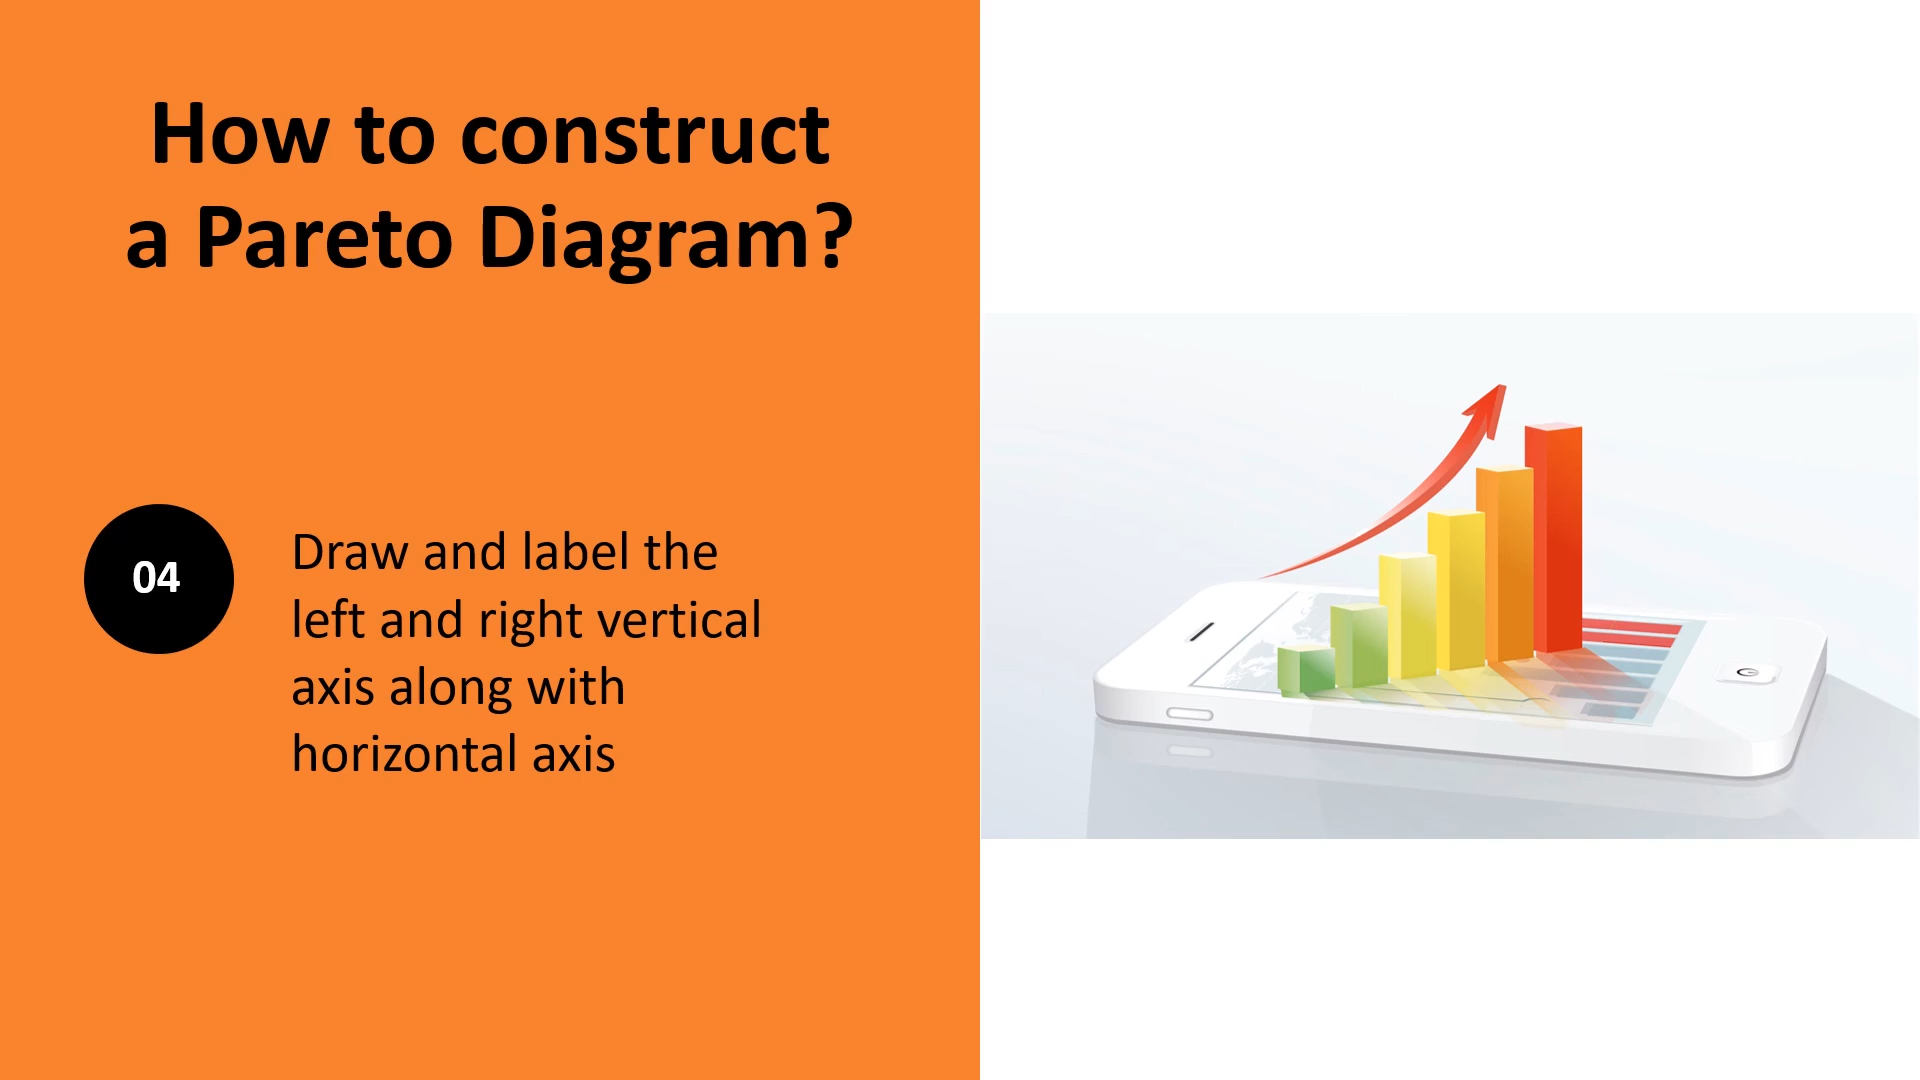 How to construct
a Pareto Diagram?
04
Draw and label the
left and right vertical
axis along with
horizontal axis